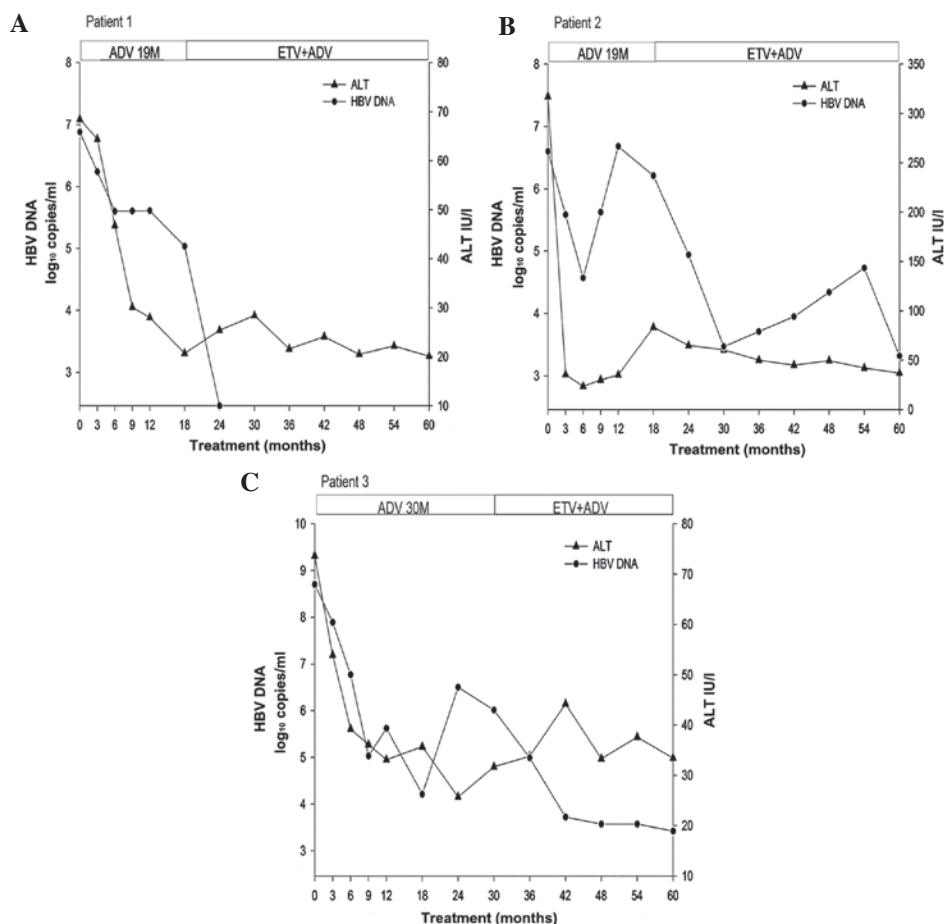 A
Patient 1
ADV 19M
ETV+ADV
8
7
6
5
4
3
HBV DNA
log₁₀ copies/ml
80
70
60
50
40
30
20
10
ALT IU/l
ALT
HBV DNA
0 3 6 9 12 18 24 30 36 42 48 54 60
Treatment (months)
B
Patient 2
ADV 19M
ETV+ADV
8
7
6
5
4
3
HBV DNA
log₁₀ copies/ml
350
300
250
200
150
100
50
0
ALT IU/l
ALT
HBV DNA
0 3 6 9 12 18 24 30 36 42 48 54 60
Treatment (months)
C
Patient 3
ADV 30M
ETV+ADV
10
9
8
7
6
5
4
3
HBV DNA
log₁₀ copies/ml
80
70
60
50
40
30
20
10
ALT IU/l
ALT
HBV DNA
0 3 6 9 12 18 24 30 36 42 48 54 60
Treatment (months)